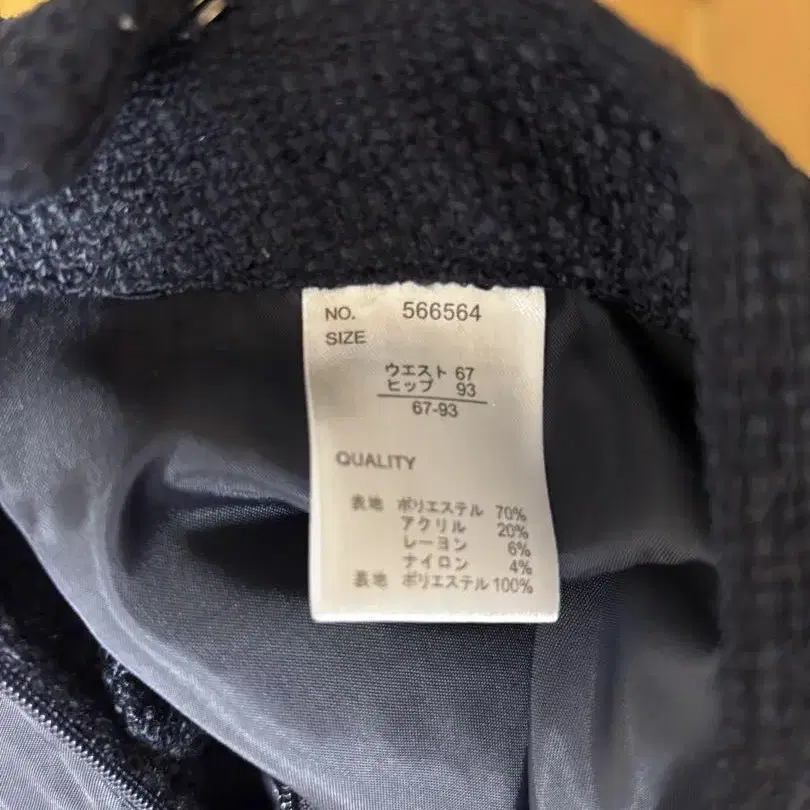 NO. 566564
SIZE
ウエスト 67
ヒップ 93
67-93
QUALITY
表地 ポリエステル 70%
アクリル 20%
レーヨン 6%
ナイロン 4%
裏地 ポリエステル 100%